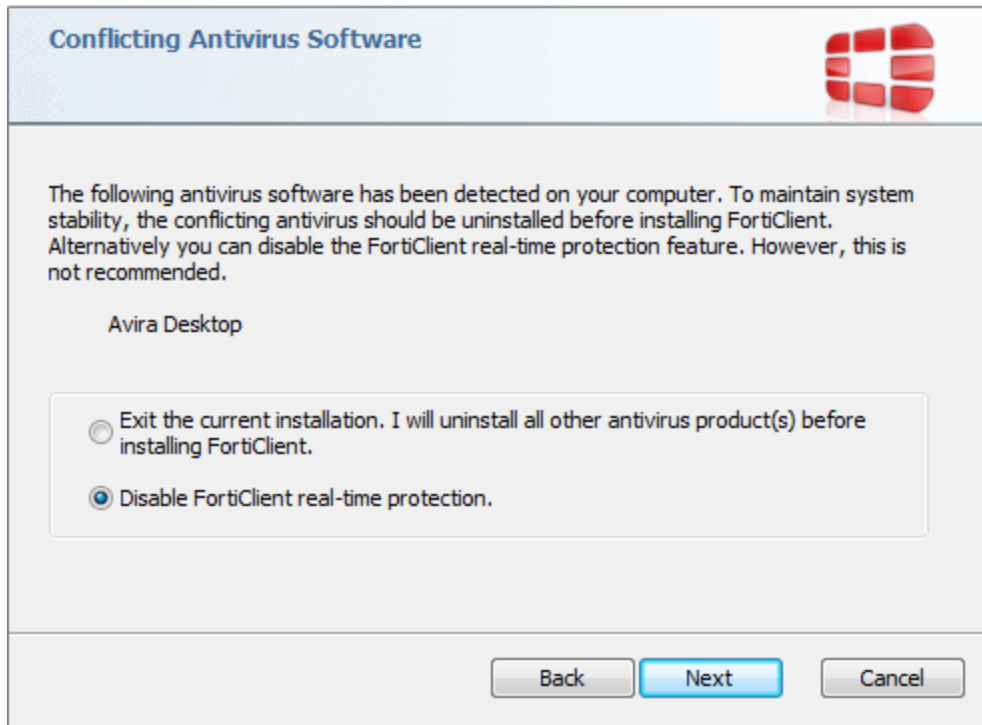 Conflicting Antivirus Software
The following antivirus software has been detected on your computer. To maintain system
stability, the conflicting antivirus should be uninstalled before installing FortiClient.
Alternatively you can disable the FortiClient real-time protection feature. However, this is
not recommended.
Avira Desktop
Exit the current installation. I will uninstall all other antivirus product(s) before
installing FortiClient.
Disable FortiClient real-time protection.
Back
Next
Cancel